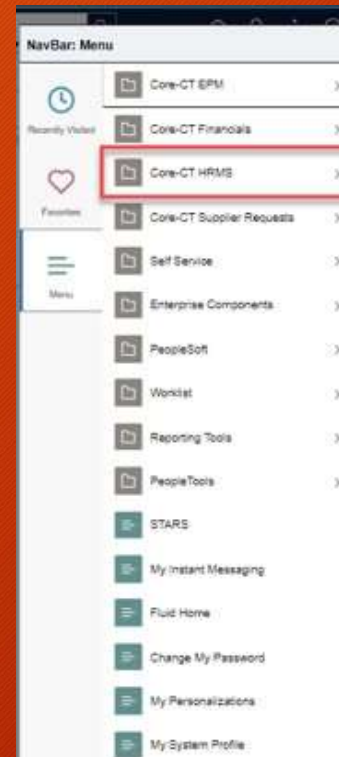 NavBar: Menu
Recently Visited
Favorites
Menu
Core-CT EPM
Core-CT Financials
Core-CT HRMS
Core-CT Supplier Requests
Self Service
Enterprise Components
PeopleSoft
Worklist
Reporting Tools
PeopleTools
STARS
My Instant Messaging
Fluid Home
Change My Password
My Personalizations
My System Profile